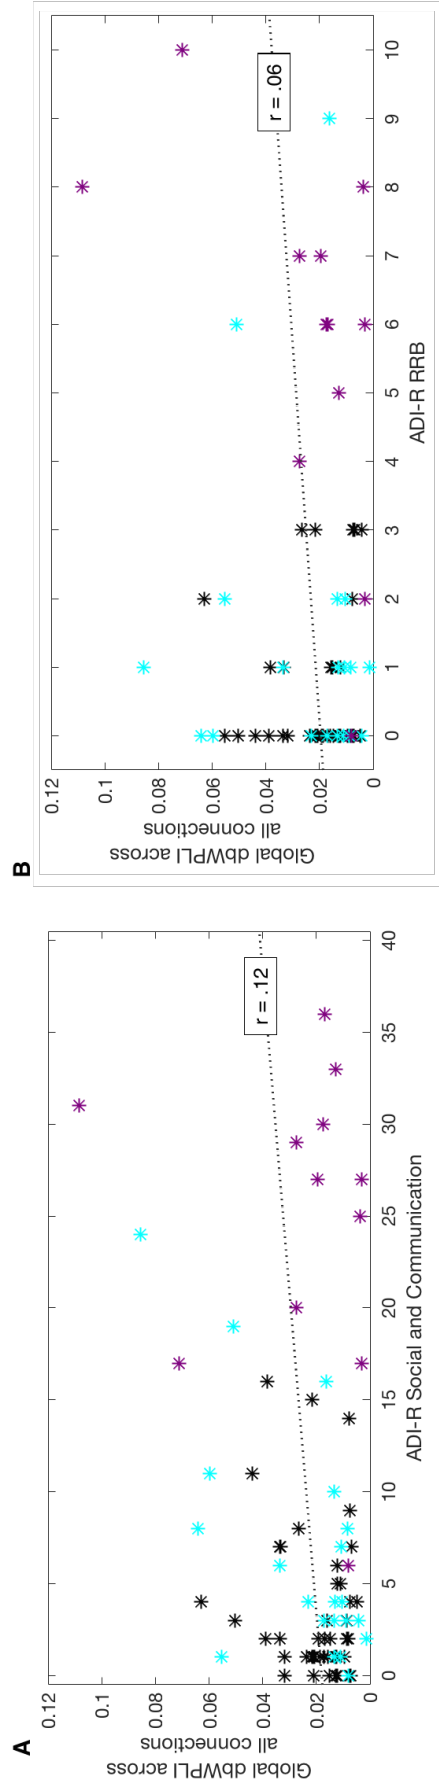 A
Global dbWPLI across
all connections
0.12
0.1
0.08
0.06
0.04
0.02
0
r = .12
0 5 10 15 20 25 30 35 40
ADI-R Social and Communication
B
Global dbWPLI across
all connections
0.12
0.1
0.08
0.06
0.04
0.02
0
r = .06
0 1 2 3 4 5 6 7 8 9 10
ADI-R RRB